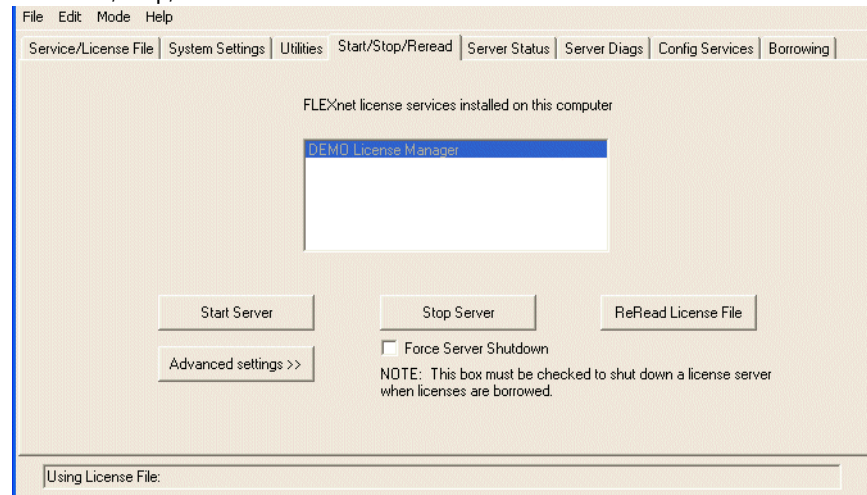 File Edit Mode Help
Service/License File System Settings Utilities Start/Stop/Reread Server Status Server Diags Config Services Borrowing
FLEXnet license services installed on this computer
DEMO License Manager
Start Server Stop Server ReRead License File
Force Server Shutdown
Advanced settings >>
NOTE: This box must be checked to shut down a license server
when licenses are borrowed.
Using License File: